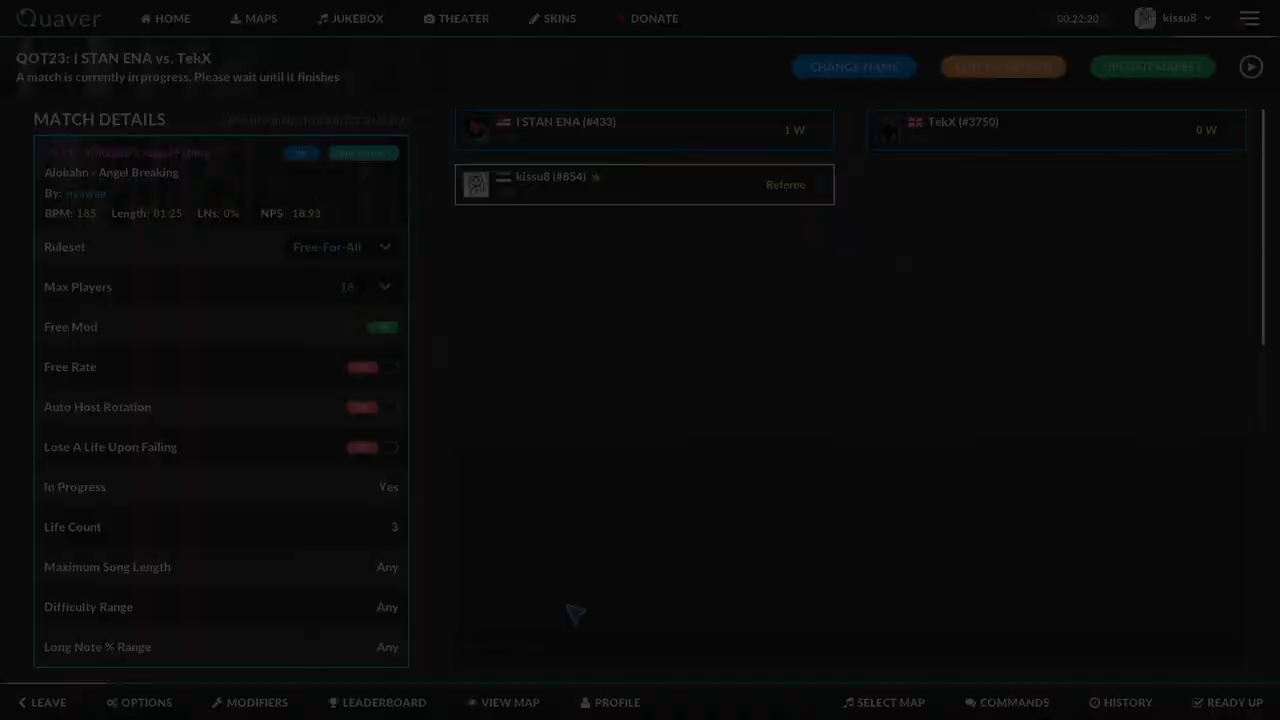 Quaver
HOME
MAPS
JUKEBOX
THEATER
SKINS
DONATE
00:22:20
kissu8
QOT23: I STAN ENA vs. TekX
A match is currently in progress. Please wait until it finishes
CHANGE NAME
MATCH DETAILS
Aiobahn - Angel Breaking
By: nyawee
BPM: 185 Length: 01:25 LNs: 0% NPS 18.93
Ruleset Free-For-All
Max Players 16
Free Mod
Free Rate
Auto Host Rotation
Lose A Life Upon Failing
In Progress Yes
Life Count 3
Maximum Song Length Any
Difficulty Range Any
Long Note % Range Any
I STAN ENA (#433)
1 W
TekX (#3750)
0 W
kissu8 (#854)
Referee
LEAVE
OPTIONS
MODIFIERS
LEADERBOARD
VIEW MAP
PROFILE
SELECT MAP
COMMANDS
HISTORY
READY UP